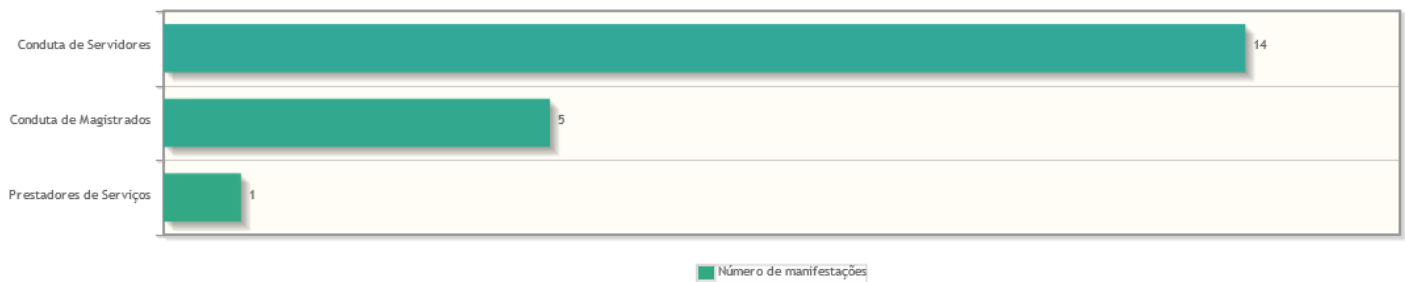 Conduta de Servidores
14
Conduta de Magistrados
5
Prestadores de Serviços
1
Número de manifestações